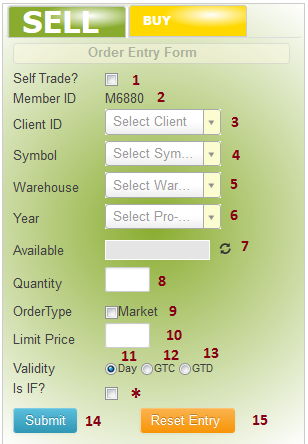 SELL BUY
Order Entry Form
Self Trade? 1
Member ID M6880 2
Client ID Select Client 3
Symbol Select Sym... 4
Warehouse Select War... 5
Year Select Pro-... 6
Available 7
Quantity 8
OrderType Market 9
Limit Price 10
11 12 13
Validity Day GTC GTD
Is IF? *
Submit 14 Reset Entry 15